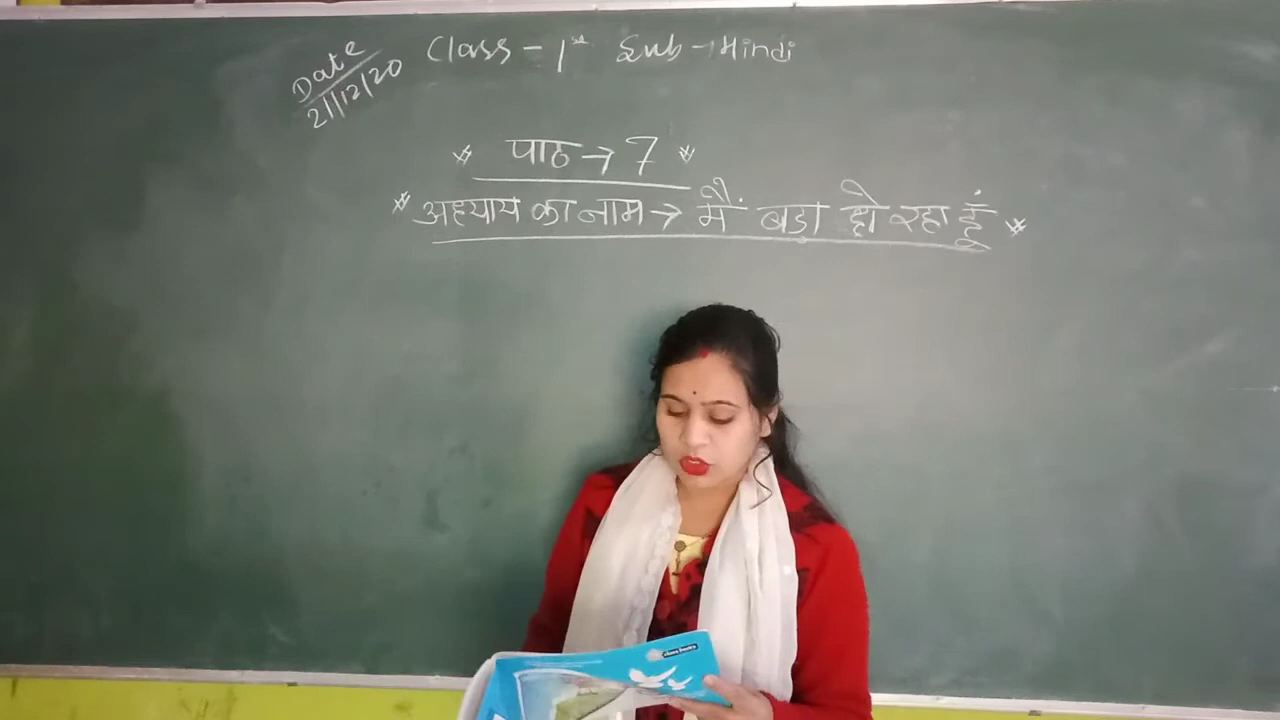 Date
21/12/20
Class - 1st Sub → Hindi
पाठ → 7
अध्याय का नाम → मैं बडा हो रहा हूँ